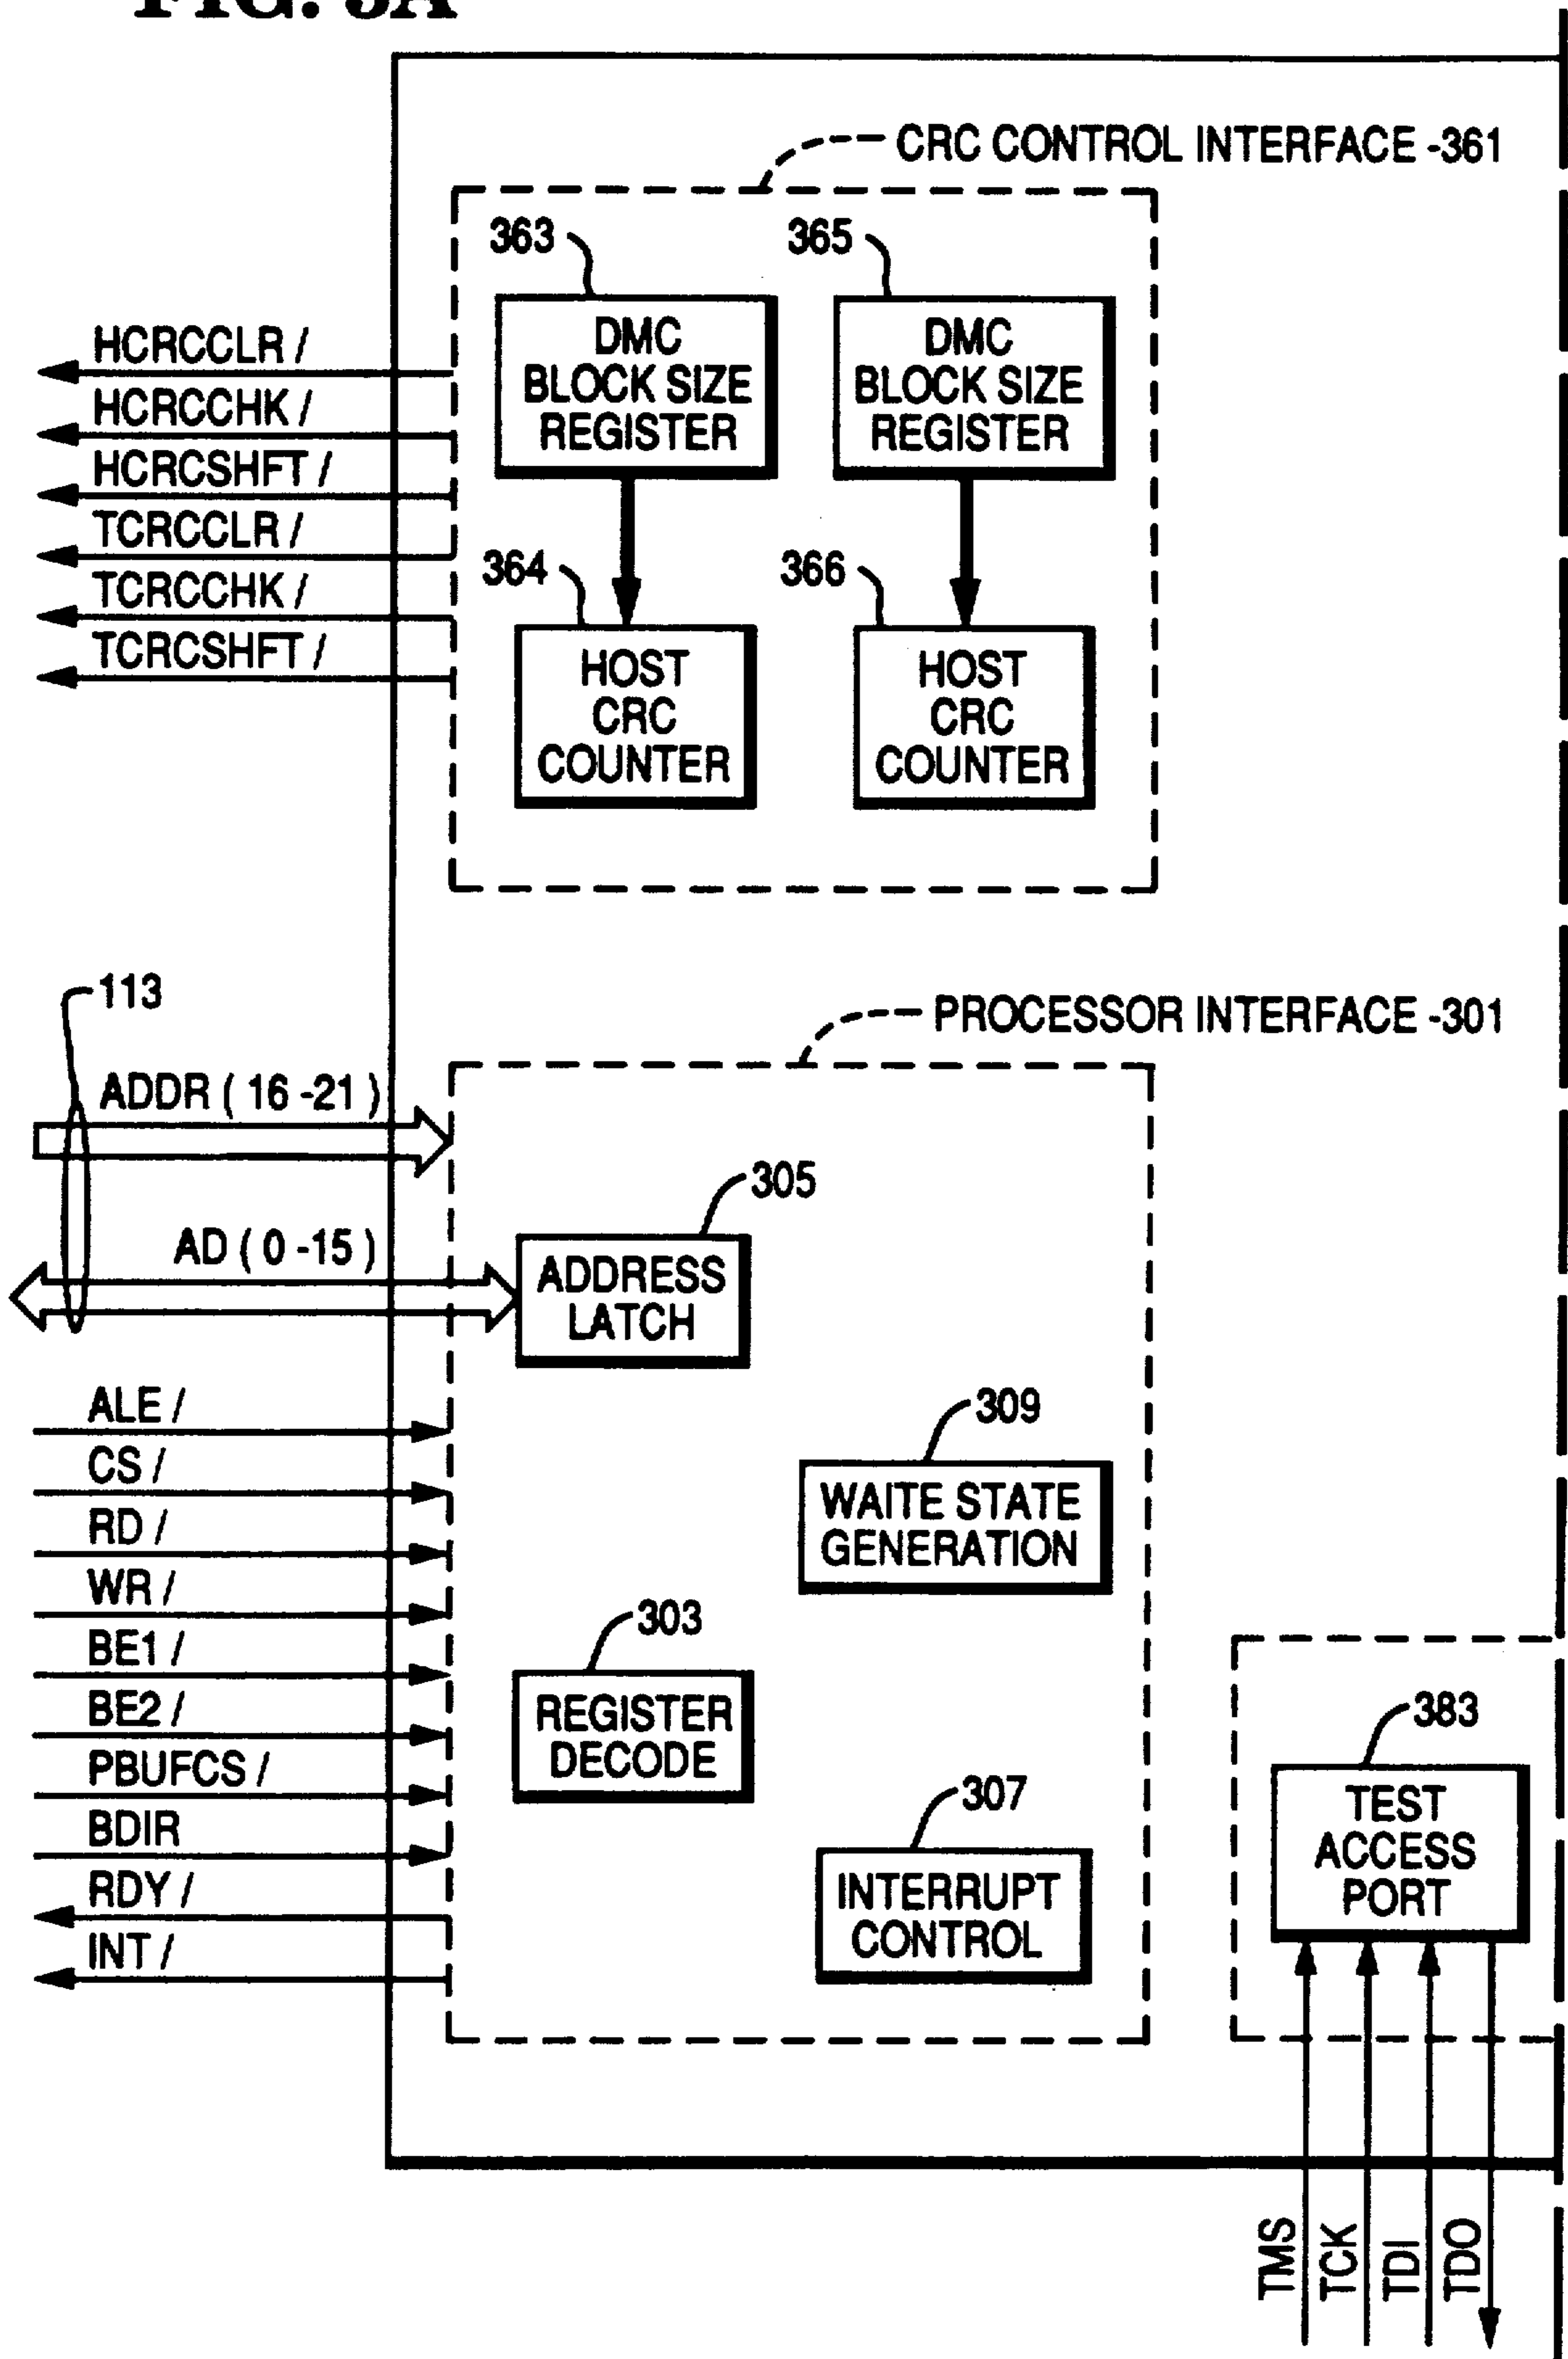 FIG. 3A
CRC CONTROL INTERFACE -361
363
365
DMC
BLOCK SIZE
REGISTER
DMC
BLOCK SIZE
REGISTER
HCRCCLR /
HCRCCHK /
HCRCSHFT /
TCRCCLR /
TCRCCHK /
TCRCSHFT /
364
366
HOST
CRC
COUNTER
HOST
CRC
COUNTER
113
PROCESSOR INTERFACE -301
ADDR ( 16 -21 )
AD ( 0 -15 )
305
ADDRESS
LATCH
ALE /
CS /
RD /
WR /
BE1 /
BE2 /
PBUFCS /
BDIR
RDY /
INT /
309
WAITE STATE
GENERATION
303
REGISTER
DECODE
307
INTERRUPT
CONTROL
383
TEST
ACCESS
PORT
TMS
TCK
TDI
TDO